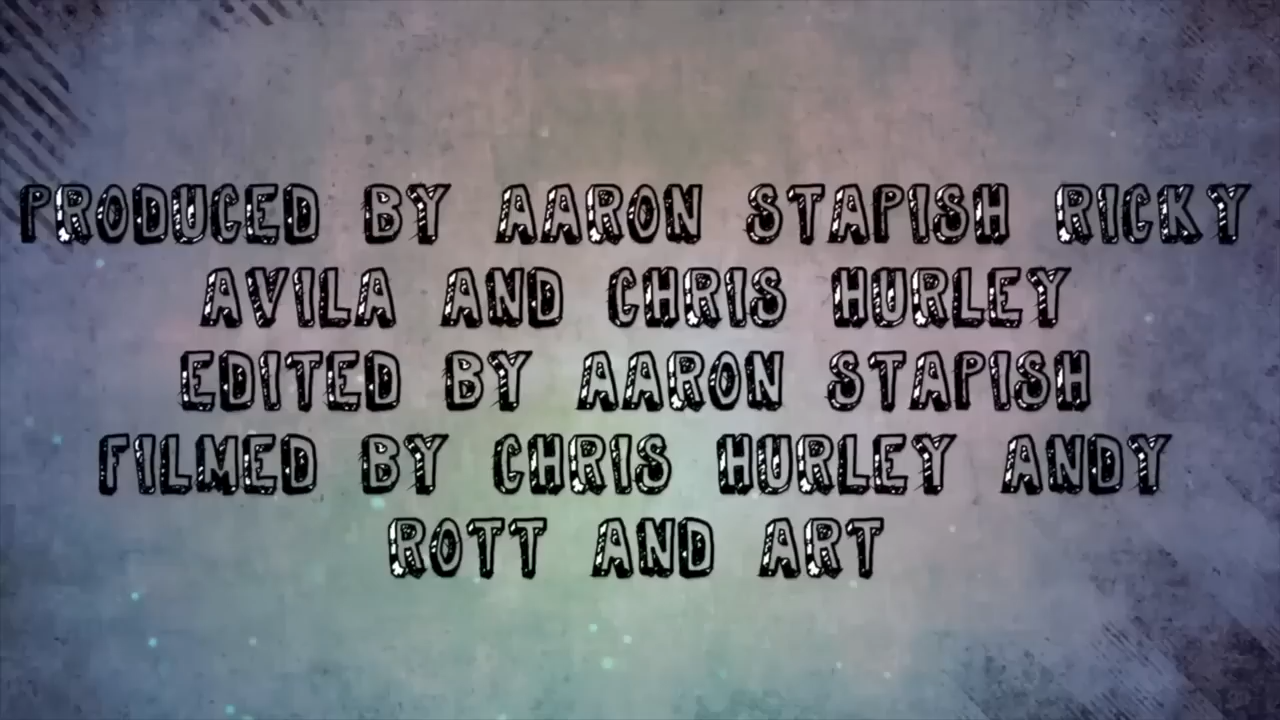 PRODUCED BY AARON STAPISH RICKY
AVILA AND CHRIS HURLEY
EDITED BY AARON STAPISH
FILMED BY CHRIS HURLEY ANDY
ROTT AND ART